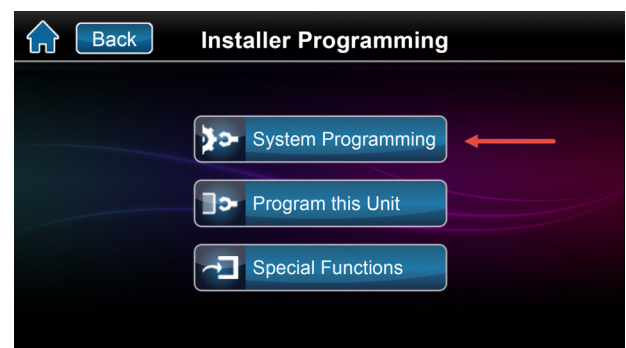 Back
Installer Programming
System Programming
Program this Unit
Special Functions